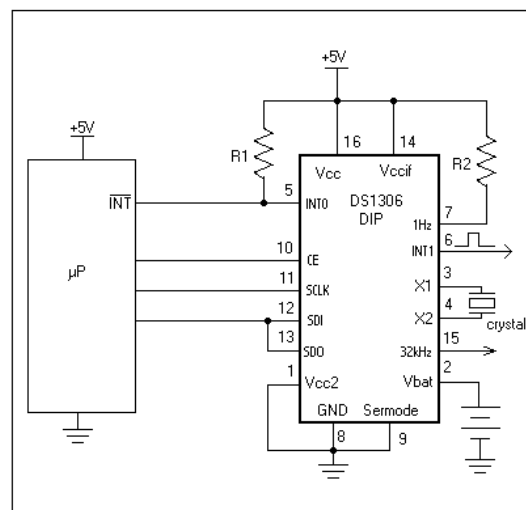 +5V
+5V
R1
16
14
R2
Vcc
Vccif
INT
5
INT0
DS1306
DIP
7
1Hz
6
INT1
µP
10
CE
11
SCLK
3
X1
12
SDI
4
X2
crystal
13
SDO
15
32kHz
1
Vcc2
2
Vbat
GND
Sermode
8
9